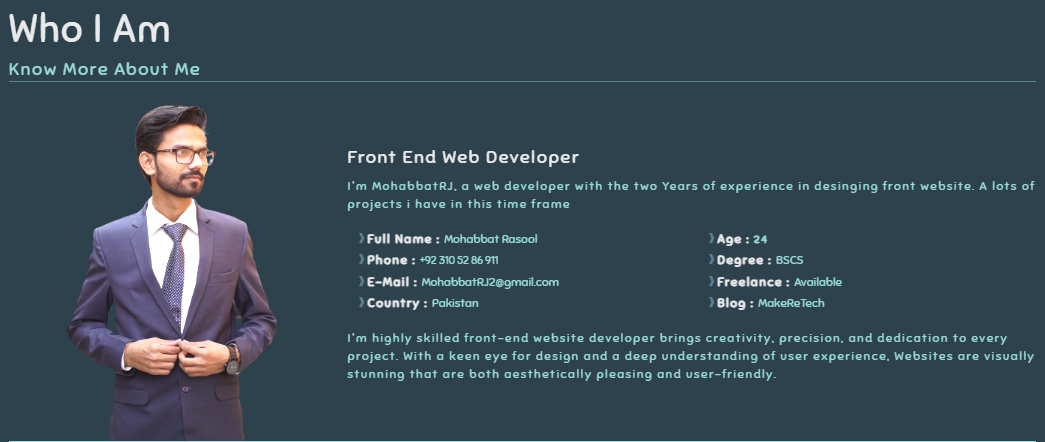 Who I Am
Know More About Me
Front End Web Developer
I'm MohabbatRJ, a web developer with the two Years of experience in desinging front website. A lots of
projects i have in this time frame
》Full Name : Mohabbat Rasool
》Phone : +92 310 52 86 911
》E-Mail : MohabbatRJ2@gmail.com
》Country : Pakistan
》Age : 24
》Degree : BSCS
》Freelance : Available
》Blog : MakeReTech
I'm highly skilled front-end website developer brings creativity, precision, and dedication to every
project. With a keen eye for design and a deep understanding of user experience, Websites are visually
stunning that are both aesthetically pleasing and user-friendly.